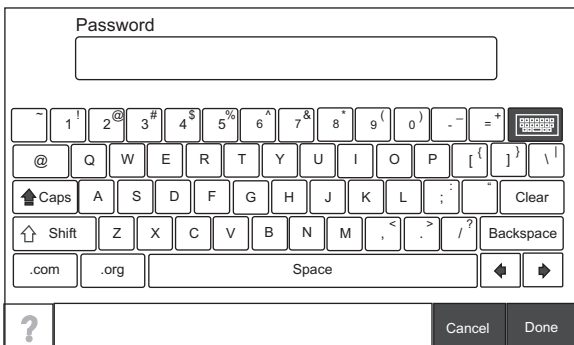 Password
~ 1 ! 2 @ 3 # 4 $ 5 % 6 ^ 7 & 8 * 9 ( 0 ) - _ = +
@ Q W E R T Y U I O P [ { ] } \ |
Caps A S D F G H J K L ; : “ Clear
Shift Z X C V B N M , < . > / ? Backspace
.com .org Space
? Cancel Done